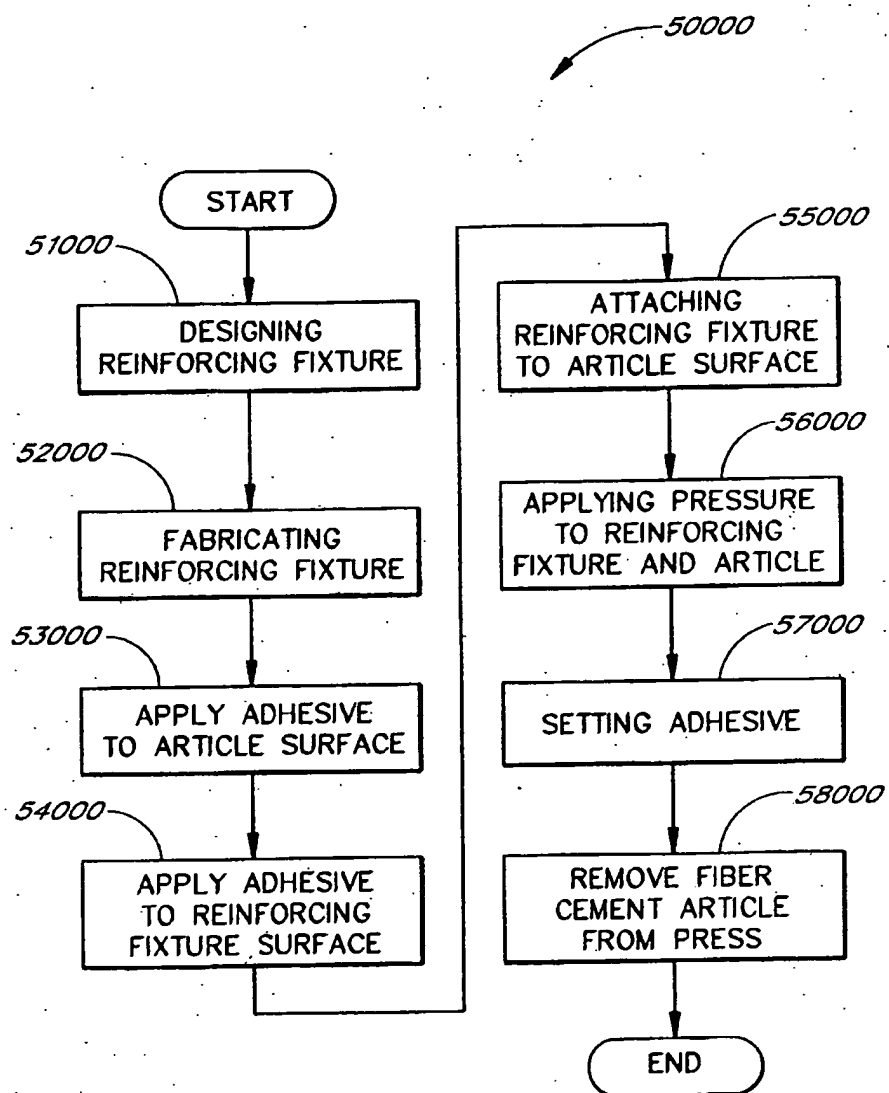 50000
START
51000
DESIGNING
REINFORCING FIXTURE
52000
FABRICATING
REINFORCING FIXTURE
53000
APPLY ADHESIVE
TO ARTICLE SURFACE
54000
APPLY ADHESIVE
TO REINFORCING
FIXTURE SURFACE
55000
ATTACHING
REINFORCING FIXTURE
TO ARTICLE SURFACE
56000
APPLYING PRESSURE
TO REINFORCING
FIXTURE AND ARTICLE
57000
SETTING ADHESIVE
58000
REMOVE FIBER
CEMENT ARTICLE
FROM PRESS
END